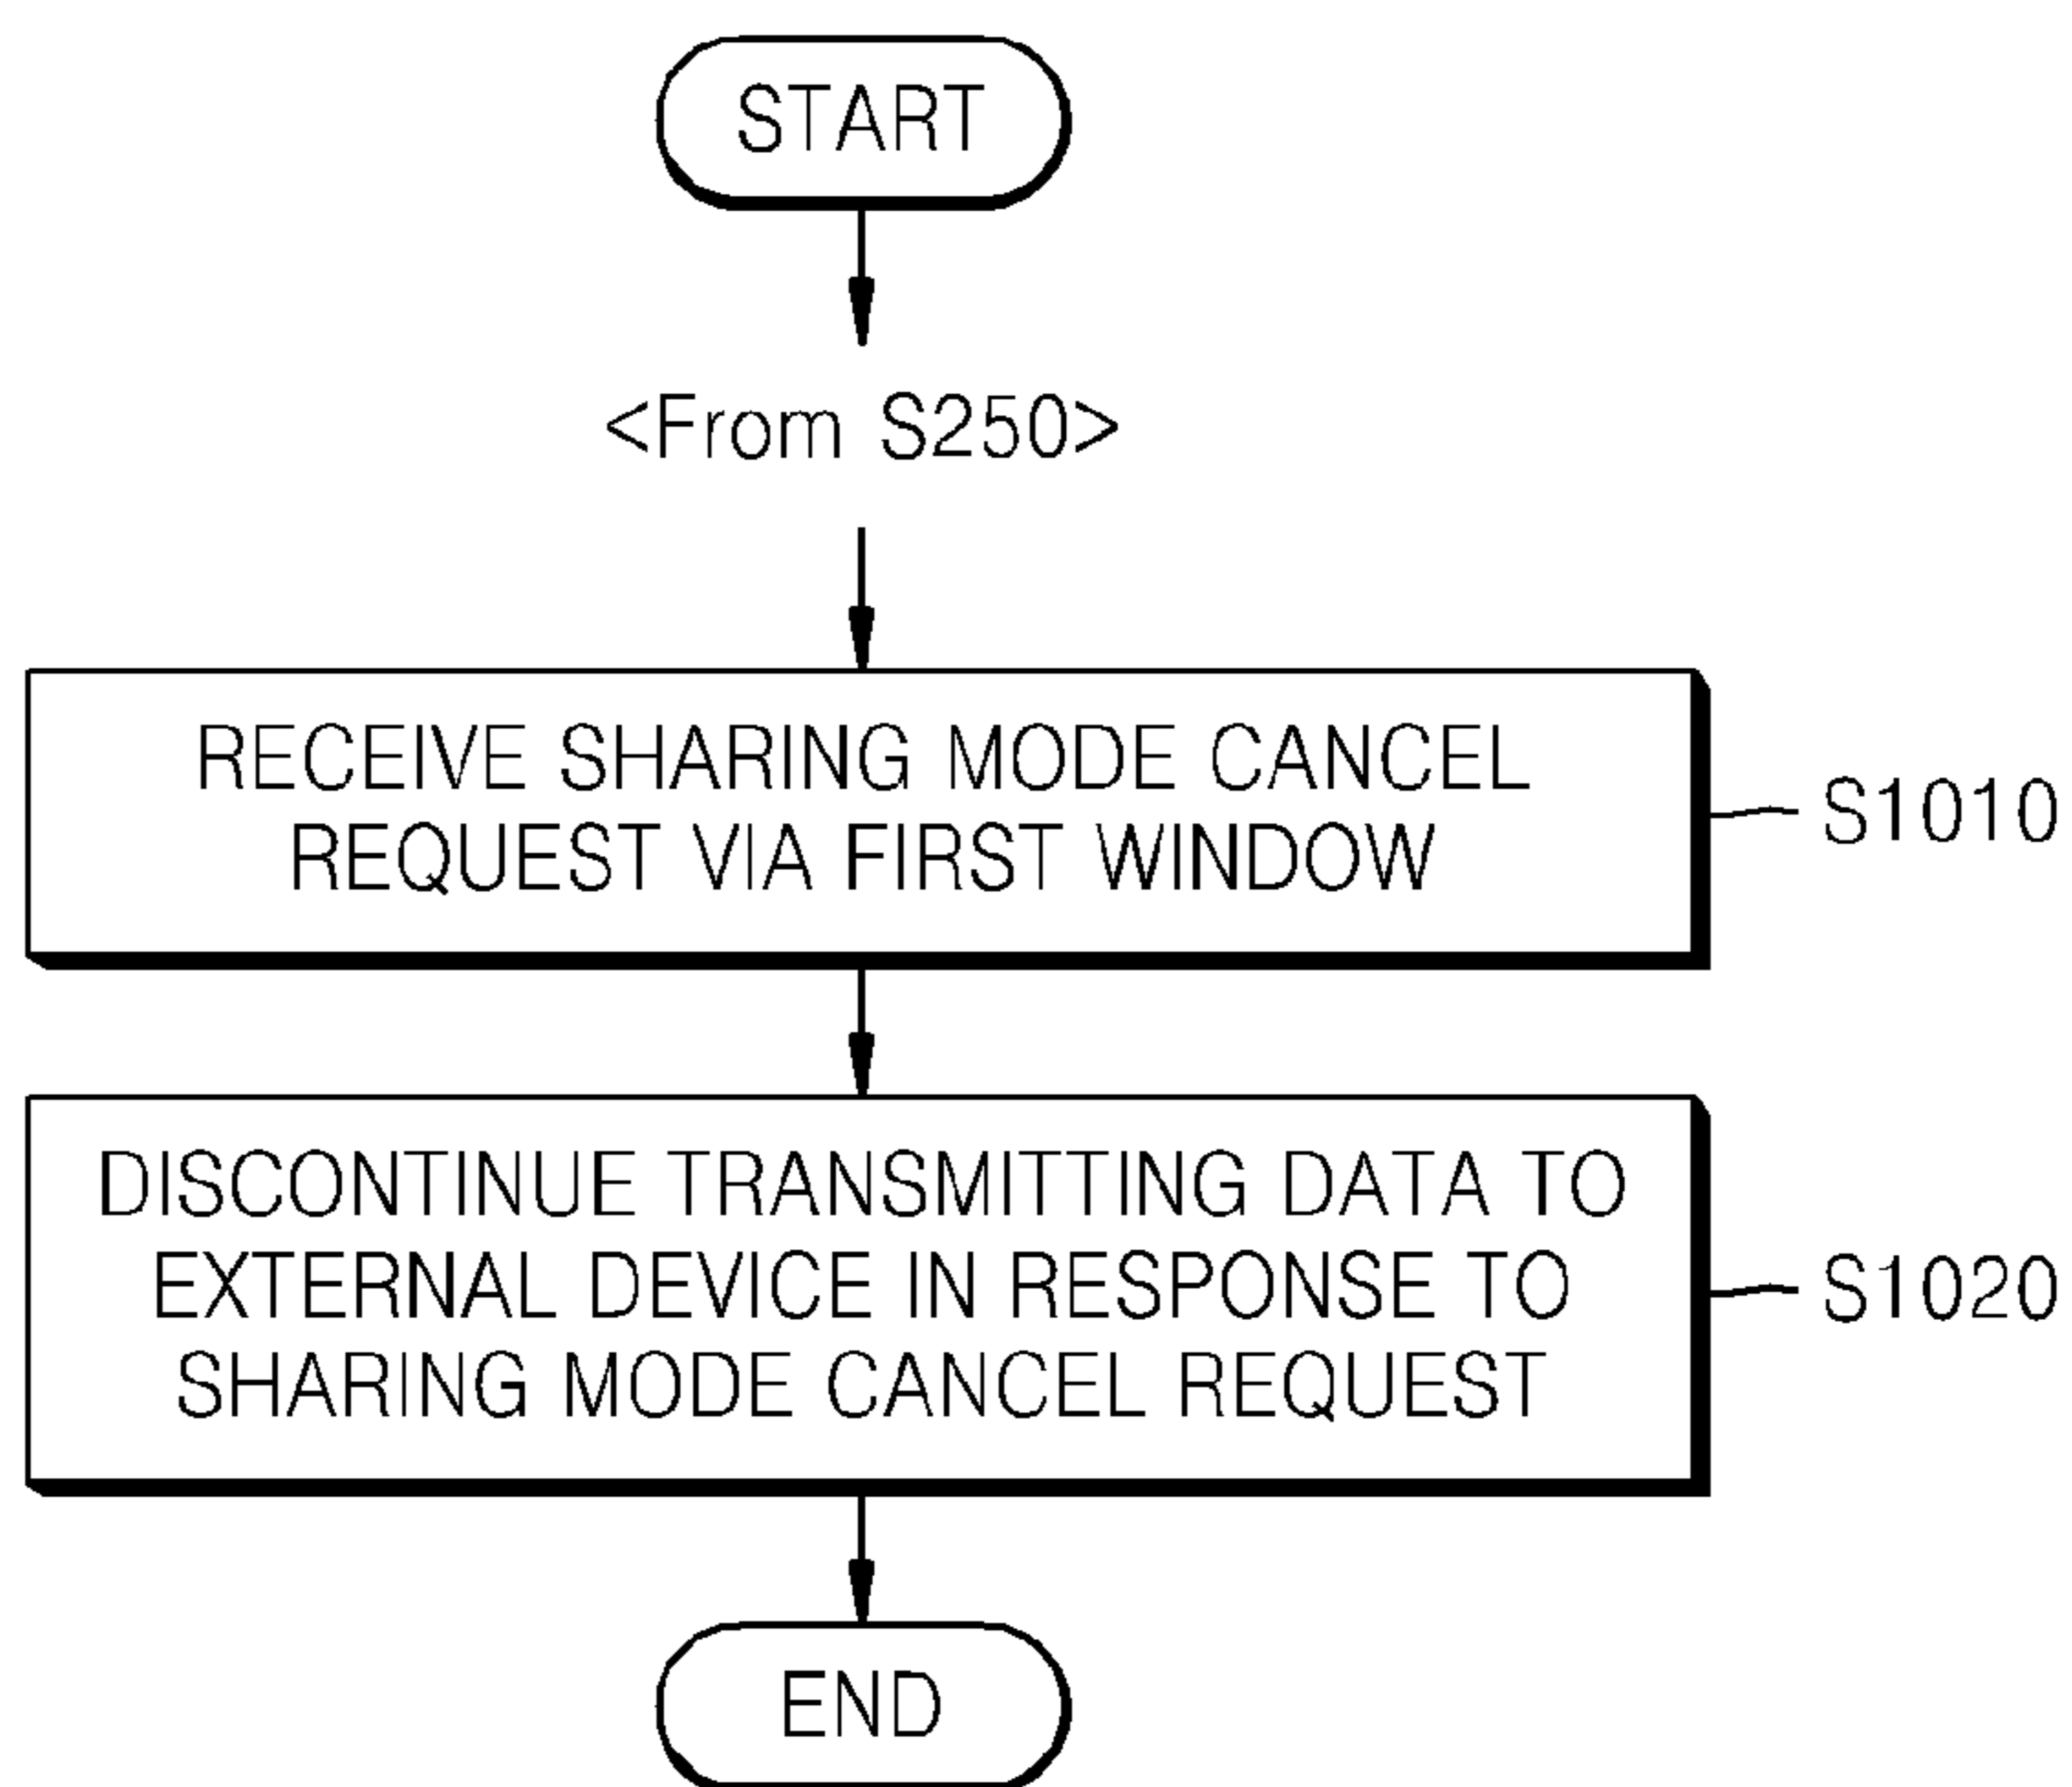 START
<From S250>
RECEIVE SHARING MODE CANCEL
REQUEST VIA FIRST WINDOW
S1010
DISCONTINUE TRANSMITTING DATA TO
EXTERNAL DEVICE IN RESPONSE TO
SHARING MODE CANCEL REQUEST
S1020
END